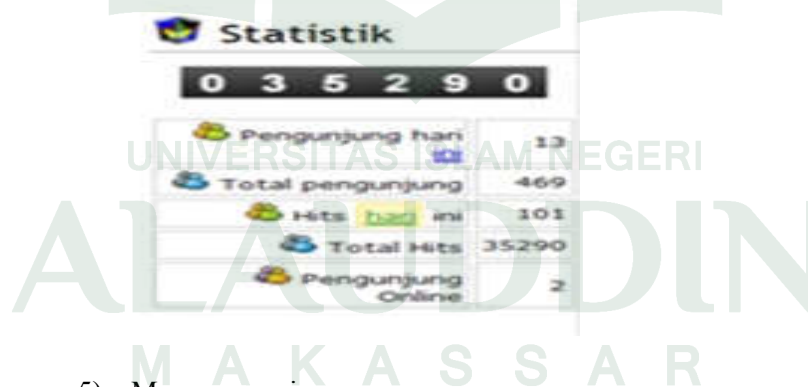 Statistik
0 3 5 2 9 0
Pengunjung hari 13
ini
Total pengunjung 469
Hits hari ini 101
Total Hits 35290
Pengunjung 2
Online
UNIVERSITAS ISLAM NEGERI
ALAUDDIN
MAKASSAR
5)